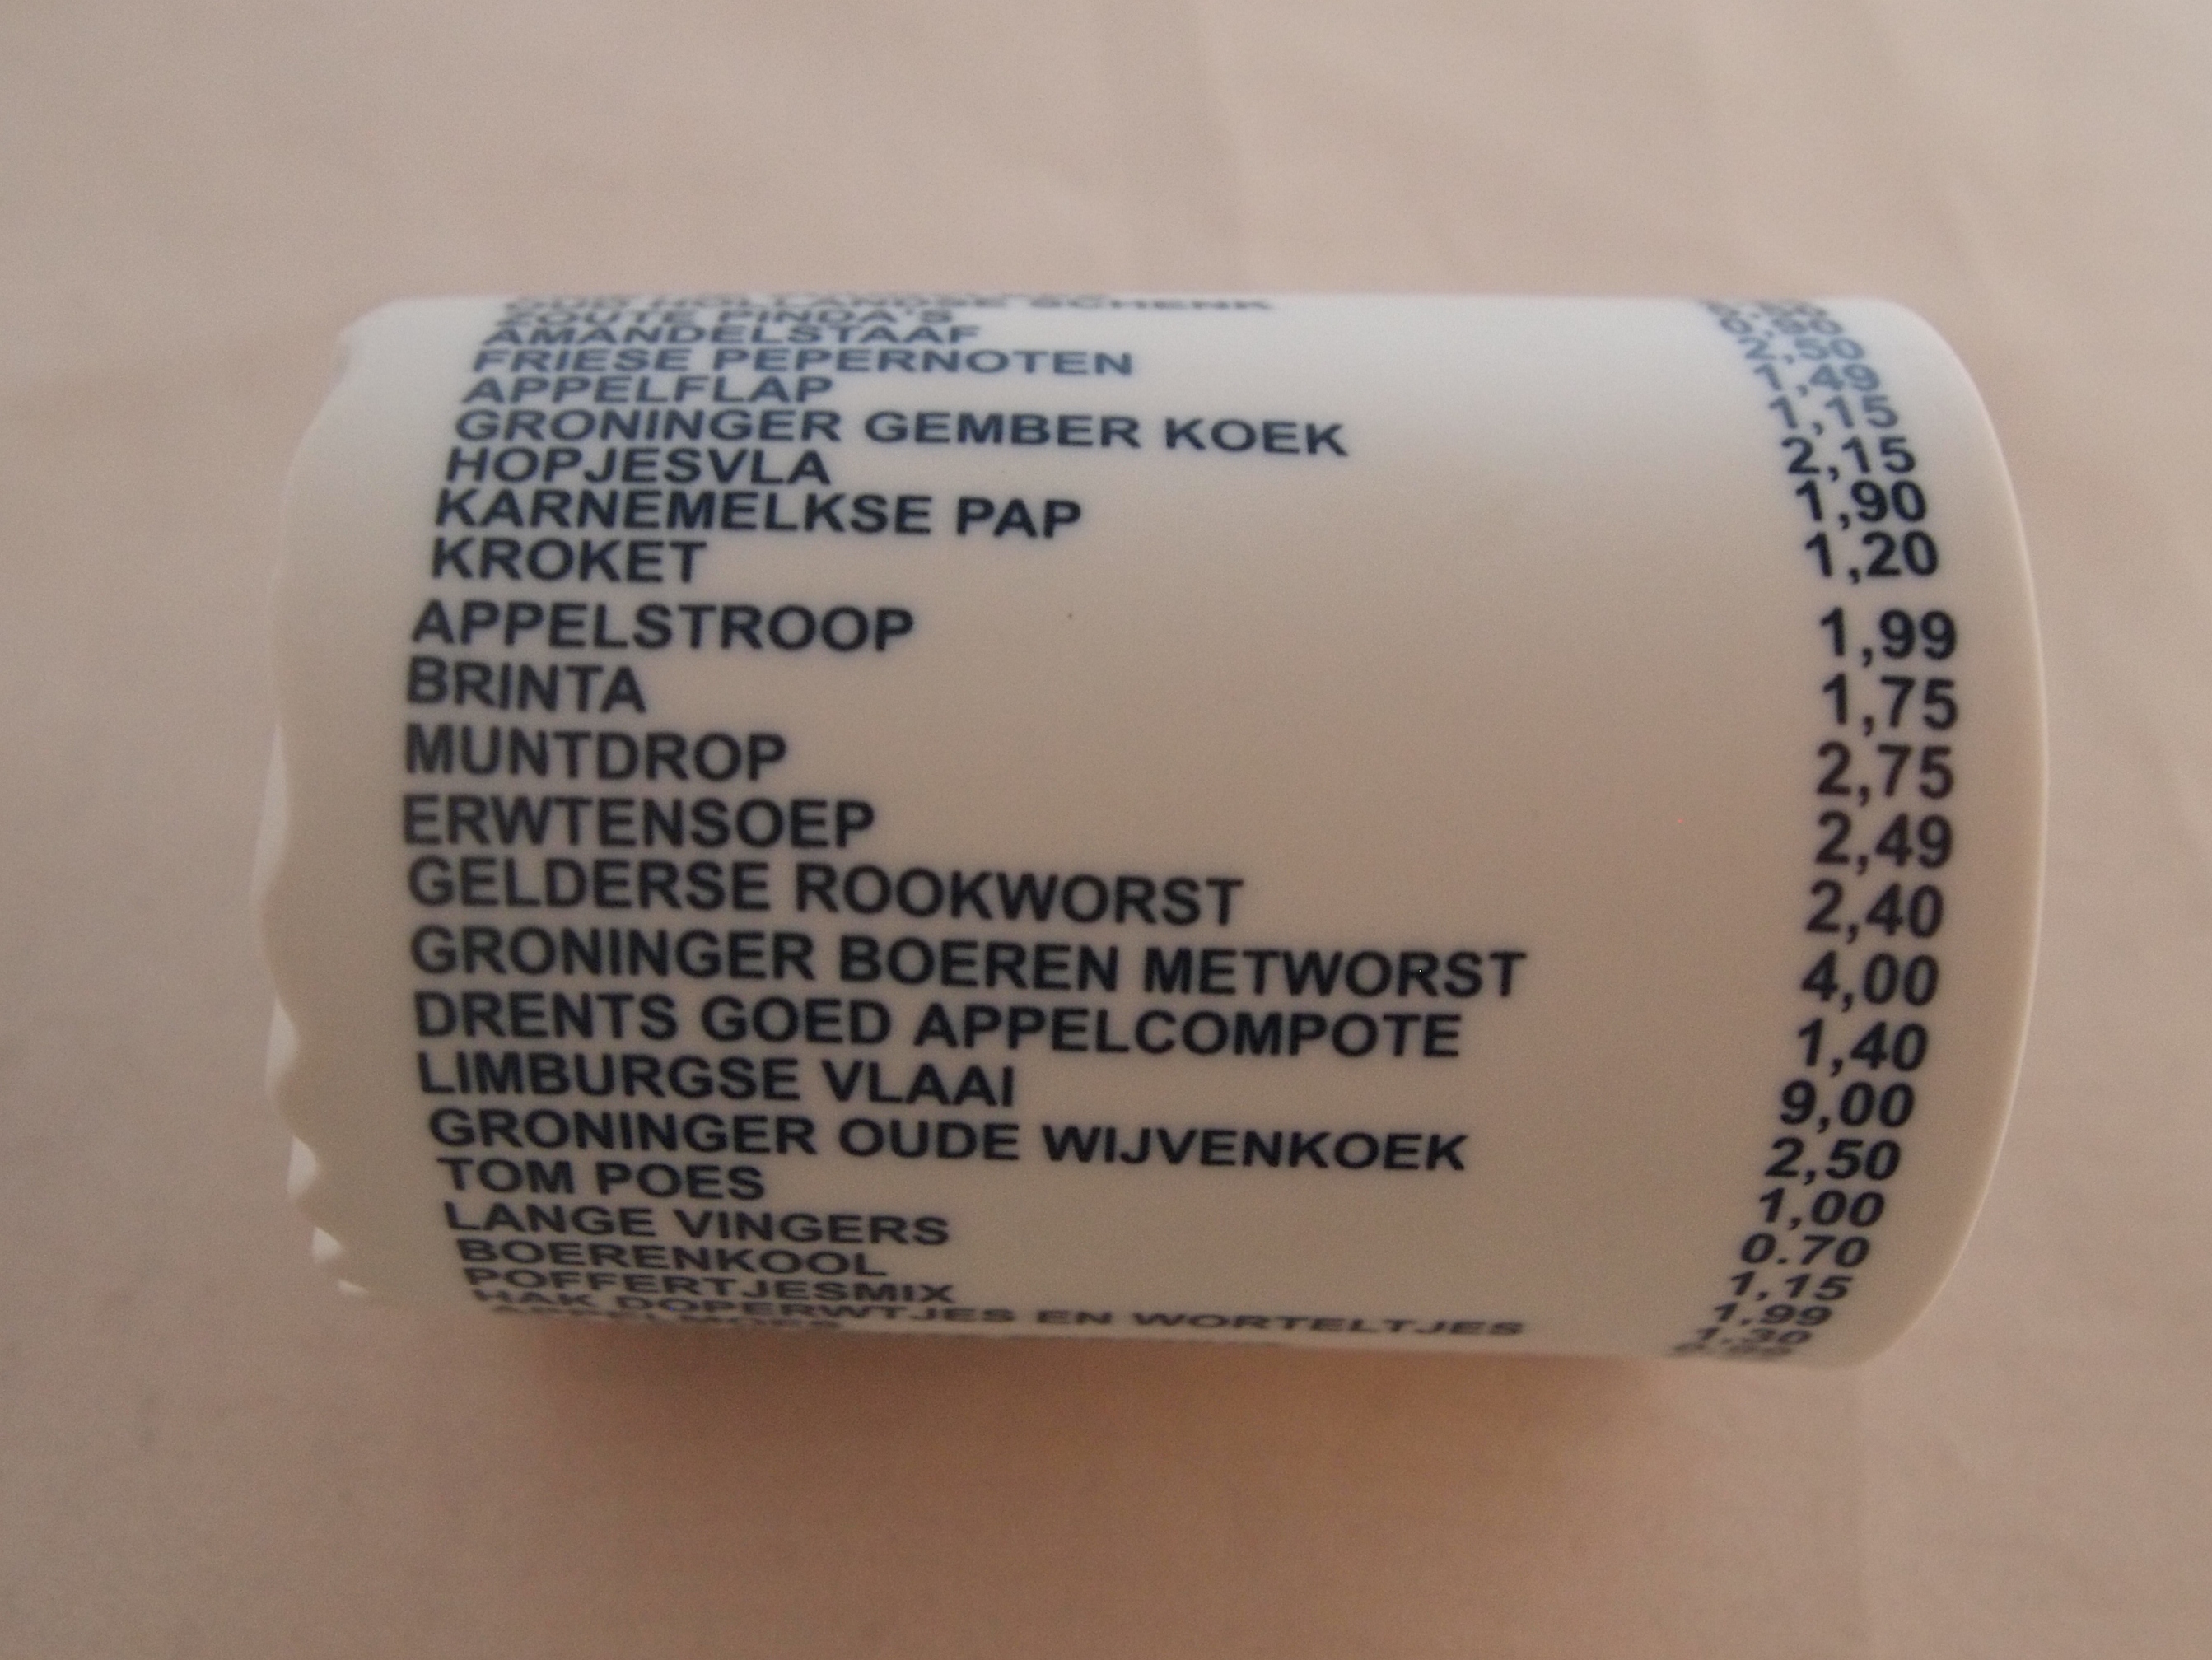 OUD HOLLANDSE SCHENK
ZOUTE PINDA'S
AMANDELSTAAF 0,90
FRIESE PEPERNOTEN 2,50
APPELFLAP 1,49
GRONINGER GEMBER KOEK 1,15
HOPJESVLA 2,15
KARNEMELKSE PAP 1,90
KROKET 1,20
APPELSTROOP 1,99
BRINTA 1,75
MUNTDROP 2,75
ERWTENSOEP 2,49
GELDERSE ROOKWORST 2,40
GRONINGER BOEREN METWORST 4,00
DRENTS GOED APPELCOMPOTE 1,40
LIMBURGSE VLAAI 9,00
GRONINGER OUDE WIJVENKOEK 2,50
TOM POES 1,00
LANGE VINGERS 0.70
BOERENKOOL 1,15
POFFERTJESMIX 1,99
HAK DOPERWTJES EN WORTELTJES 1,30
APPELMOES